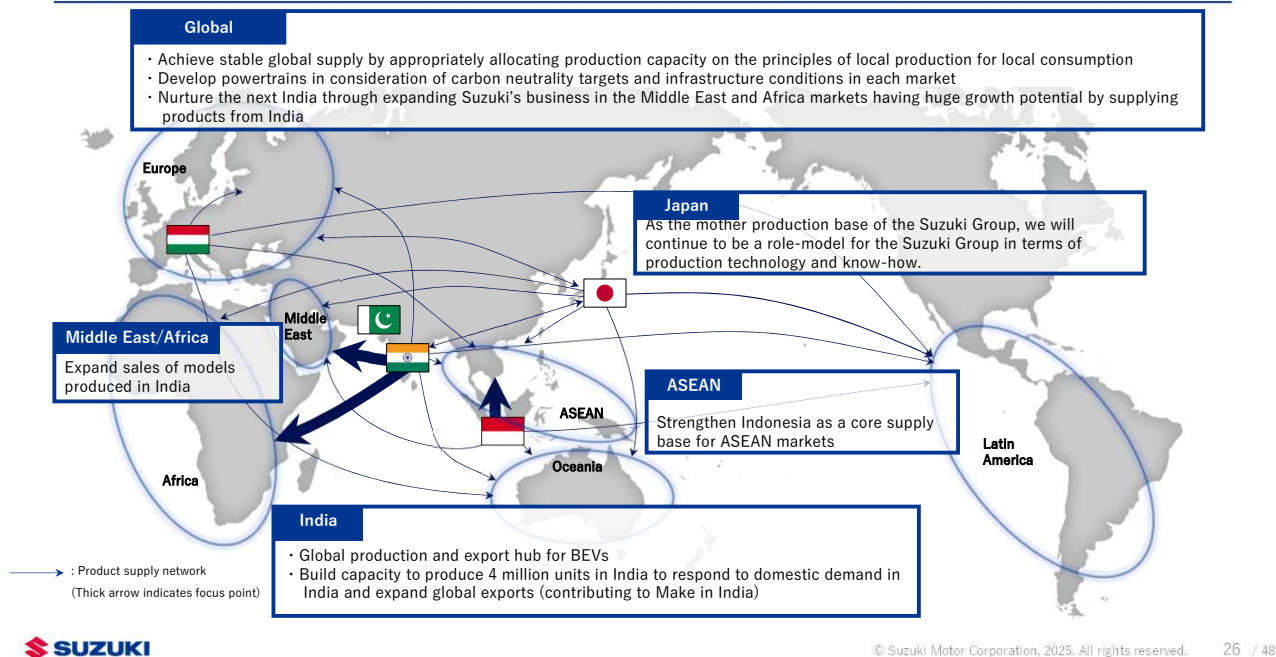 Global
・Achieve stable global supply by appropriately allocating production capacity on the principles of local production for local consumption
・Develop powertrains in consideration of carbon neutrality targets and infrastructure conditions in each market
・Nurture the next India through expanding Suzuki's business in the Middle East and Africa markets having huge growth potential by supplying
products from India
Europe
Japan
As the mother production base of the Suzuki Group, we will
continue to be a role-model for the Suzuki Group in terms of
production technology and know-how.
Middle
East
Middle East/Africa
Expand sales of models
produced in India
ASEAN
ASEAN
Strengthen Indonesia as a core supply
base for ASEAN markets
Latin
America
Oceania
Africa
India
・Global production and export hub for BEVs
・Build capacity to produce 4 million units in India to respond to domestic demand in
India and expand global exports (contributing to Make in India)
: Product supply network
(Thick arrow indicates focus point)
SUZUKI
© Suzuki Motor Corporation, 2025. All rights reserved.
26 / 48